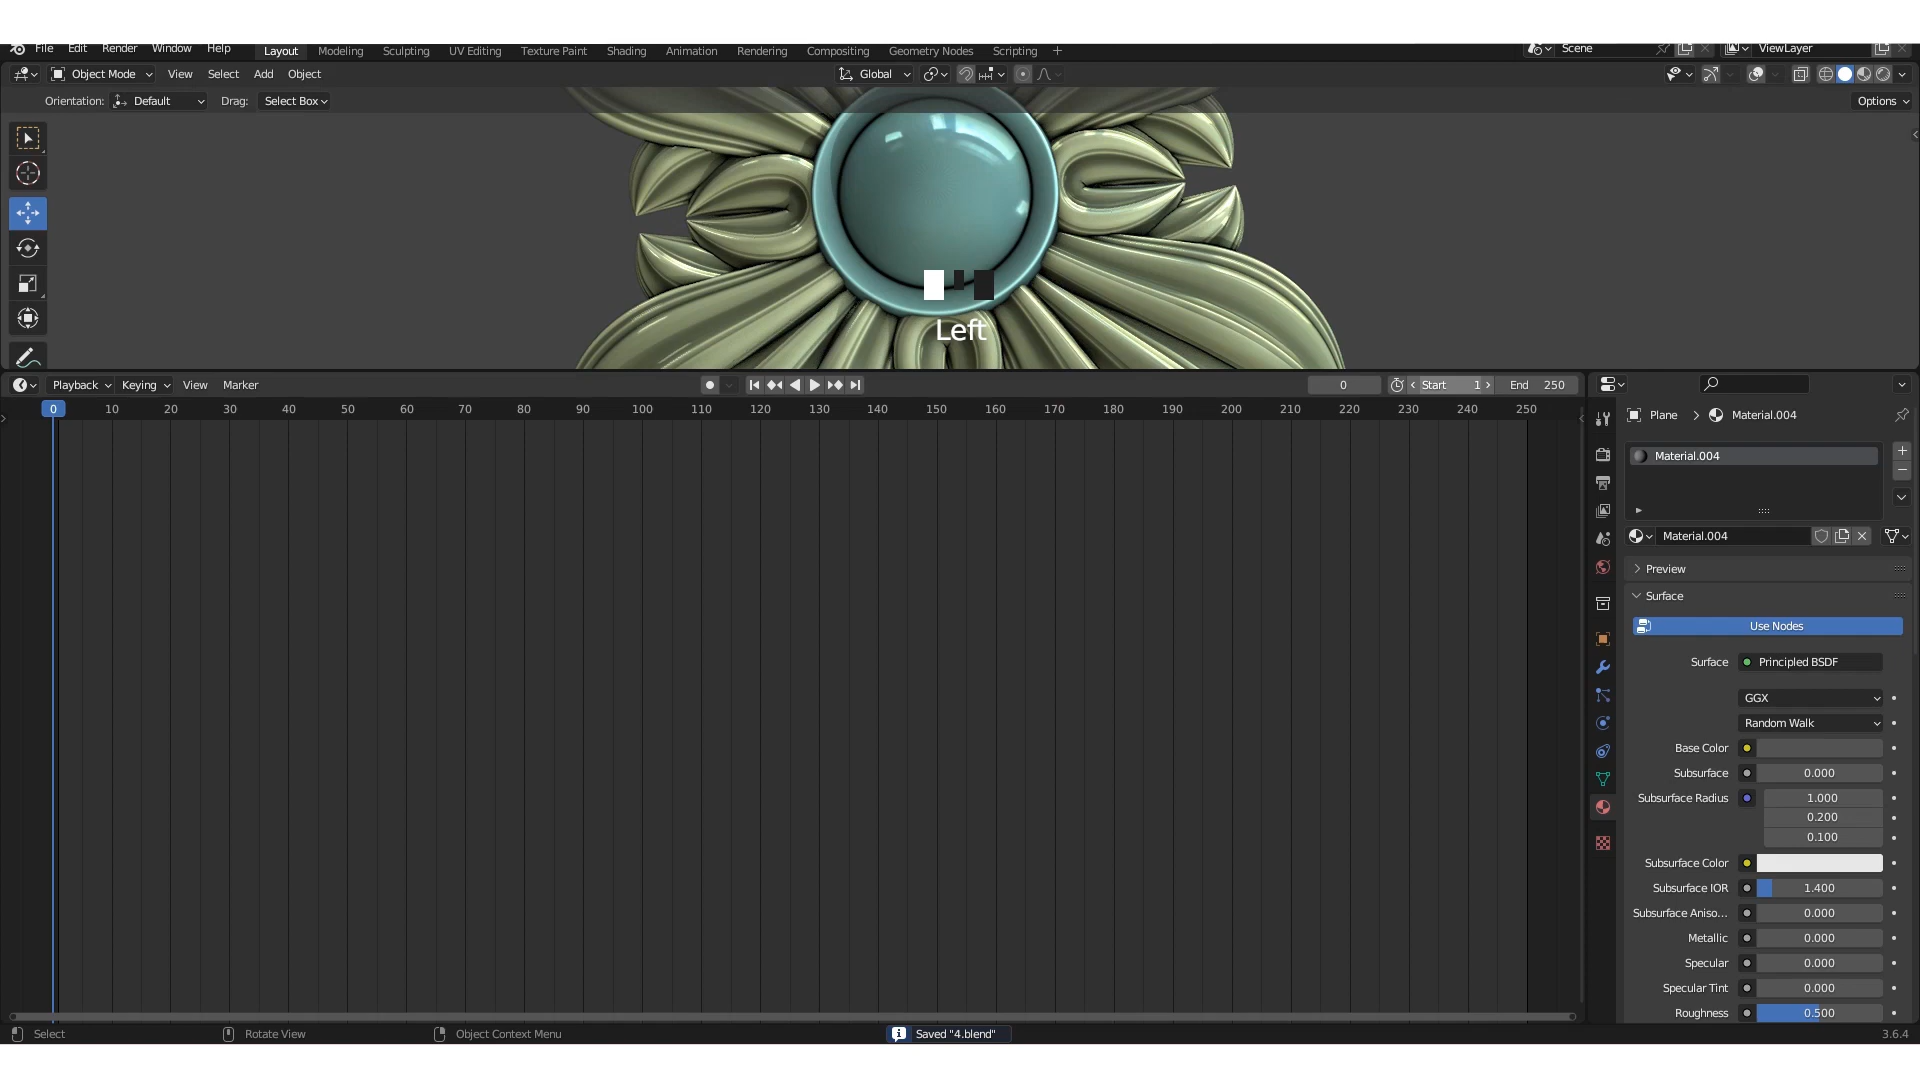 File Edit Render Window Help Layout Modeling Sculpting UV Editing Texture Paint Shading Animation Rendering Compositing Geometry Nodes Scripting + Scene ViewLayer
Object Mode View Select Add Object Global
Orientation: Default Drag: Select Box Options
Left
Playback Keying View Marker 0 Start 1 End 250
0 10 20 30 40 50 60 70 80 90 100 110 120 130 140 150 160 170 180 190 200 210 220 230 240 250
Plane > Material.004
Material.004
Material.004
Preview
Surface
Use Nodes
Surface Principled BSDF
GGX
Random Walk
Base Color
Subsurface 0.000
Subsurface Radius 1.000
0.200
0.100
Subsurface Color
Subsurface IOR 1.400
Subsurface Aniso... 0.000
Metallic 0.000
Specular 0.000
Specular Tint 0.000
Roughness 0.500
Select Rotate View Object Context Menu Saved "4.blend" 3.6.4